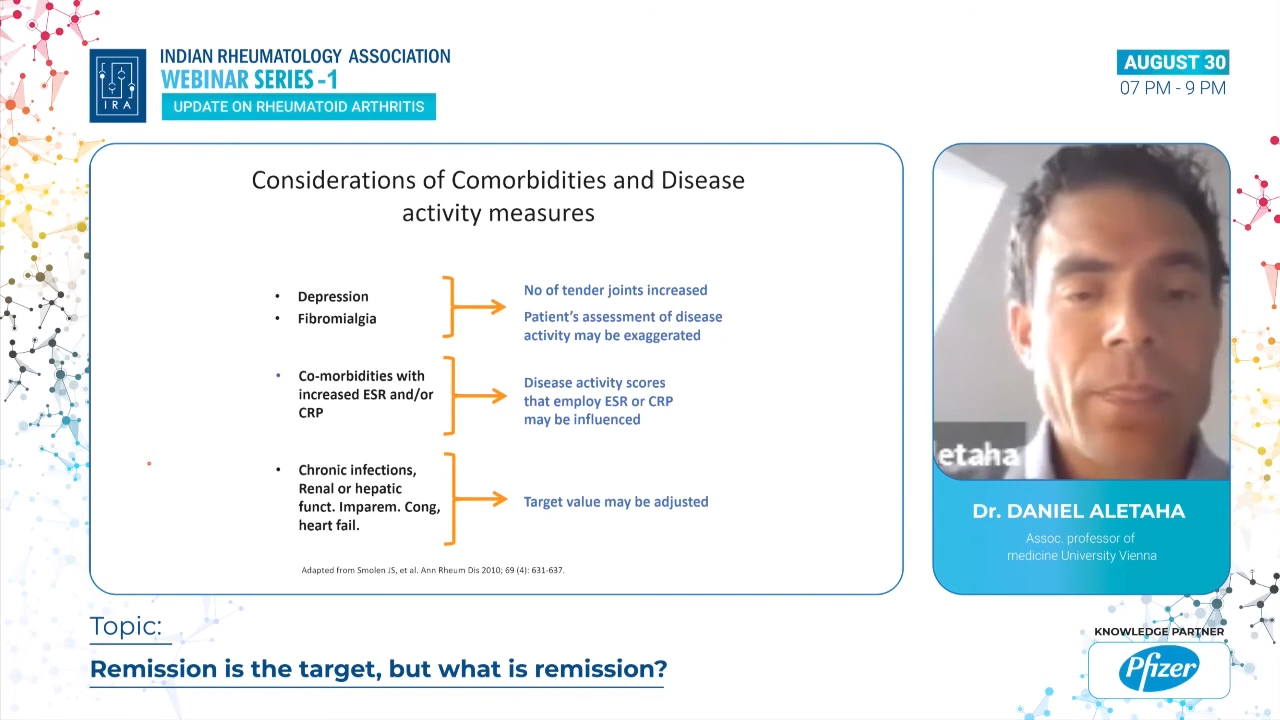 INDIAN RHEUMATOLOGY ASSOCIATION
WEBINAR SERIES -1
UPDATE ON RHEUMATOID ARTHRITIS
IRA
AUGUST 30
07 PM - 9 PM
Considerations of Comorbidities and Disease
activity measures
• Depression
• Fibromialgia
No of tender joints increased
Patient's assessment of disease
activity may be exaggerated
• Co-morbidities with
increased ESR and/or
CRP
Disease activity scores
that employ ESR or CRP
may be influenced
• Chronic infections,
Renal or hepatic
funct. Imparem. Cong,
heart fail.
Target value may be adjusted
Adapted from Smolen JS, et al. Ann Rheum Dis 2010; 69 (4): 631-637.
letaha
Dr. DANIEL ALETAHA
Assoc. professor of
medicine University Vienna
Topic:
Remission is the target, but what is remission?
KNOWLEDGE PARTNER
Pfizer